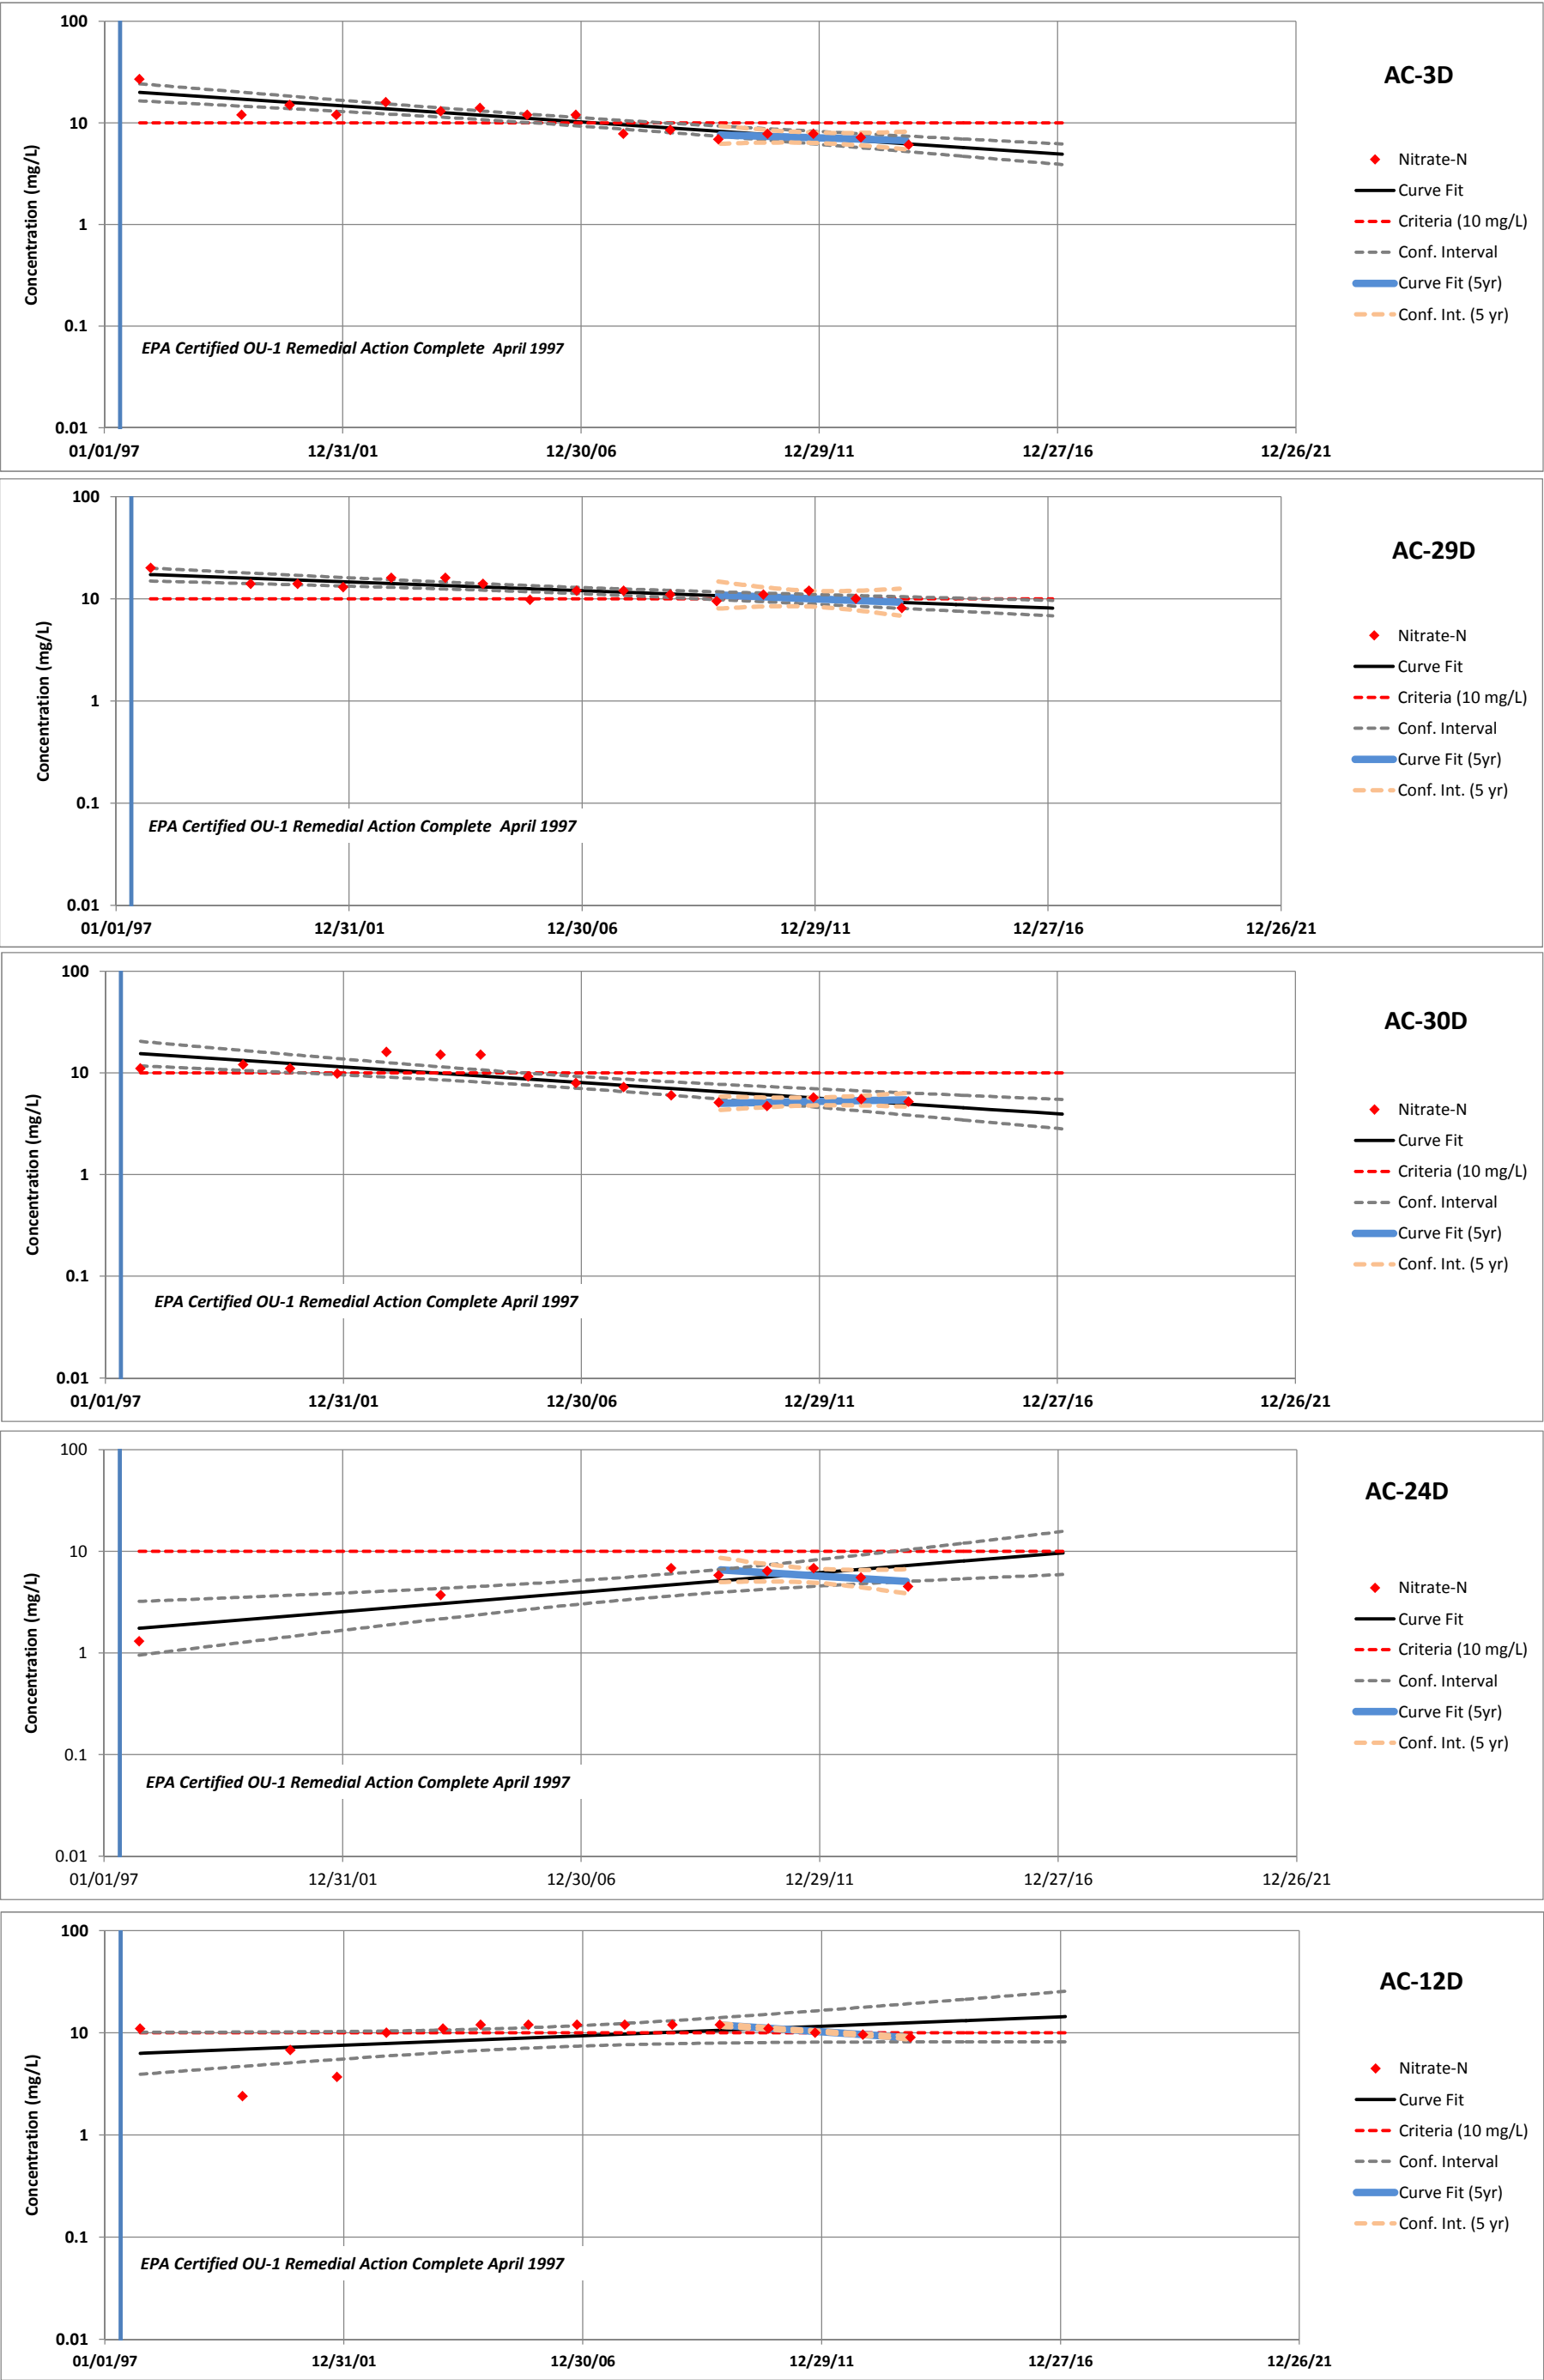 AC-3D
Concentration (mg/L)
100
10
1
0.1
0.01
EPA Certified OU-1 Remedial Action Complete April 1997
01/01/97 12/31/01 12/30/06 12/29/11 12/27/16 12/26/21
Nitrate-N
Curve Fit
Criteria (10 mg/L)
Conf. Interval
Curve Fit (5yr)
Conf. Int. (5 yr)
AC-29D
Concentration (mg/L)
100
10
1
0.1
0.01
EPA Certified OU-1 Remedial Action Complete April 1997
01/01/97 12/31/01 12/30/06 12/29/11 12/27/16 12/26/21
Nitrate-N
Curve Fit
Criteria (10 mg/L)
Conf. Interval
Curve Fit (5yr)
Conf. Int. (5 yr)
AC-30D
Concentration (mg/L)
100
10
1
0.1
0.01
EPA Certified OU-1 Remedial Action Complete April 1997
01/01/97 12/31/01 12/30/06 12/29/11 12/27/16 12/26/21
Nitrate-N
Curve Fit
Criteria (10 mg/L)
Conf. Interval
Curve Fit (5yr)
Conf. Int. (5 yr)
AC-24D
Concentration (mg/L)
100
10
1
0.1
0.01
EPA Certified OU-1 Remedial Action Complete April 1997
01/01/97 12/31/01 12/30/06 12/29/11 12/27/16 12/26/21
Nitrate-N
Curve Fit
Criteria (10 mg/L)
Conf. Interval
Curve Fit (5yr)
Conf. Int. (5 yr)
AC-12D
Concentration (mg/L)
100
10
1
0.1
0.01
EPA Certified OU-1 Remedial Action Complete April 1997
01/01/97 12/31/01 12/30/06 12/29/11 12/27/16 12/26/21
Nitrate-N
Curve Fit
Criteria (10 mg/L)
Conf. Interval
Curve Fit (5yr)
Conf. Int. (5 yr)